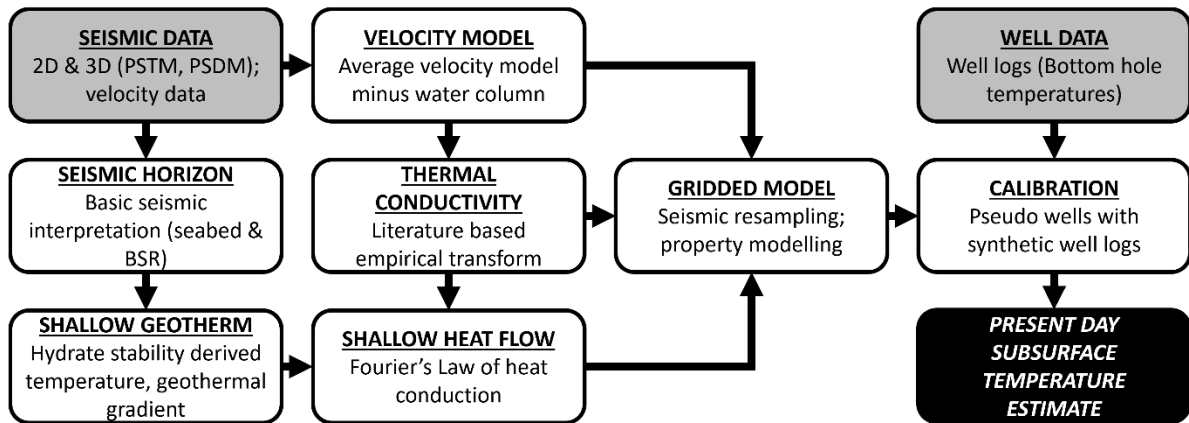 SEISMIC DATA
2D & 3D (PSTM, PSDM);
velocity data
VELOCITY MODEL
Average velocity model
minus water column
WELL DATA
Well logs (Bottom hole
temperatures)
SEISMIC HORIZON
Basic seismic
interpretation (seabed &
BSR)
THERMAL
CONDUCTIVITY
Literature based
empirical transform
GRIDDED MODEL
Seismic resampling;
property modelling
CALIBRATION
Pseudo wells with
synthetic well logs
SHALLOW GEOTHERM
Hydrate stability derived
temperature, geothermal
gradient
SHALLOW HEAT FLOW
Fourier’s Law of heat
conduction
PRESENT DAY
SUBSURFACE
TEMPERATURE
ESTIMATE